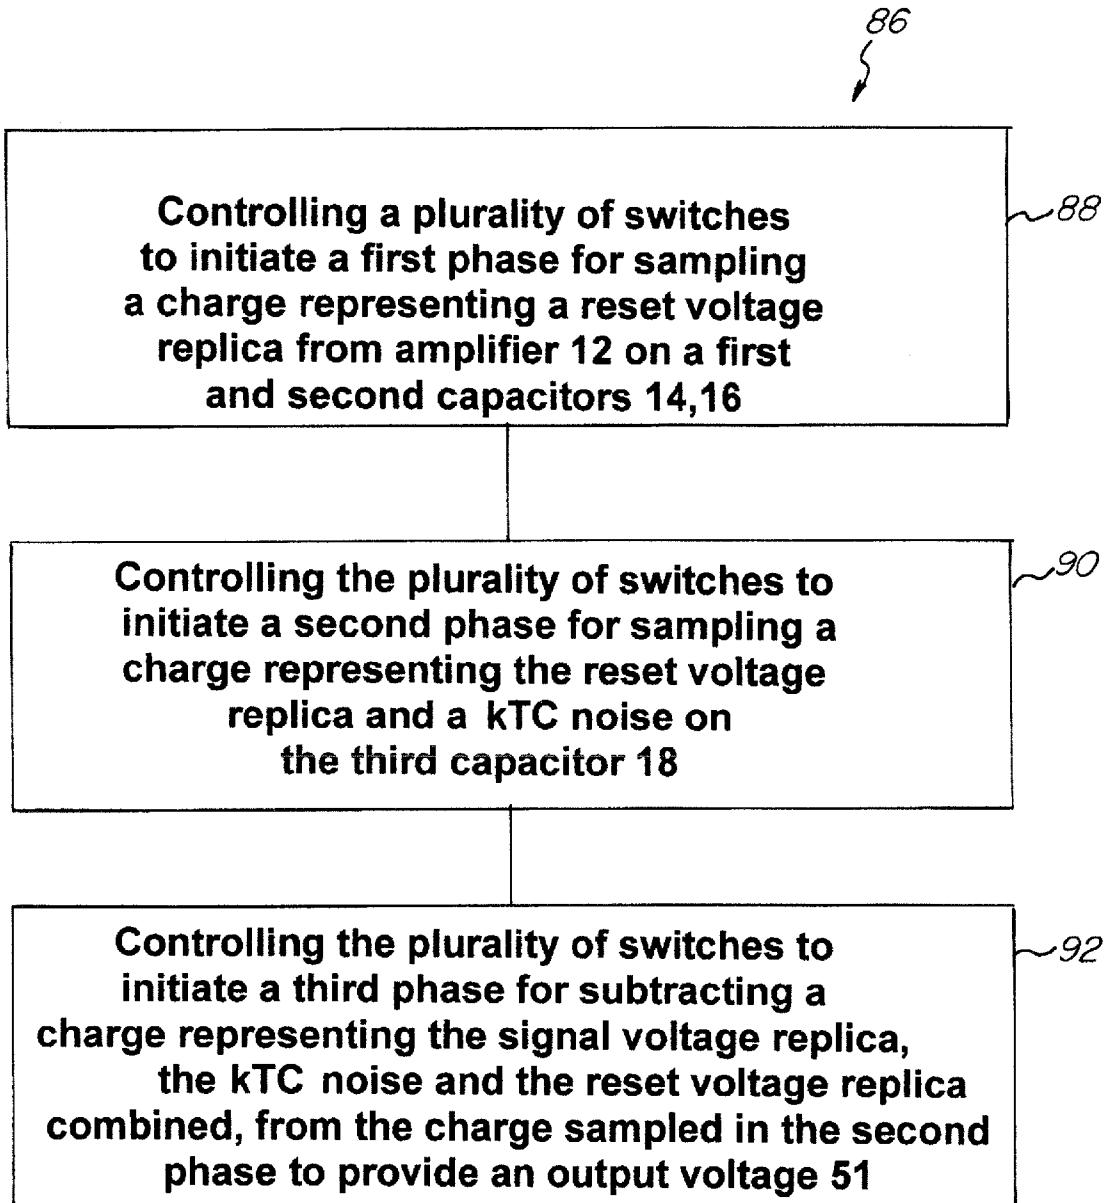 86
Controlling a plurality of switches
to initiate a first phase for sampling
a charge representing a reset voltage
replica from amplifier 12 on a first
and second capacitors 14,16
88
Controlling the plurality of switches to
initiate a second phase for sampling a
charge representing the reset voltage
replica and a kTC noise on
the third capacitor 18
90
Controlling the plurality of switches to
initiate a third phase for subtracting a
charge representing the signal voltage replica,
the kTC noise and the reset voltage replica
combined, from the charge sampled in the second
phase to provide an output voltage 51
92